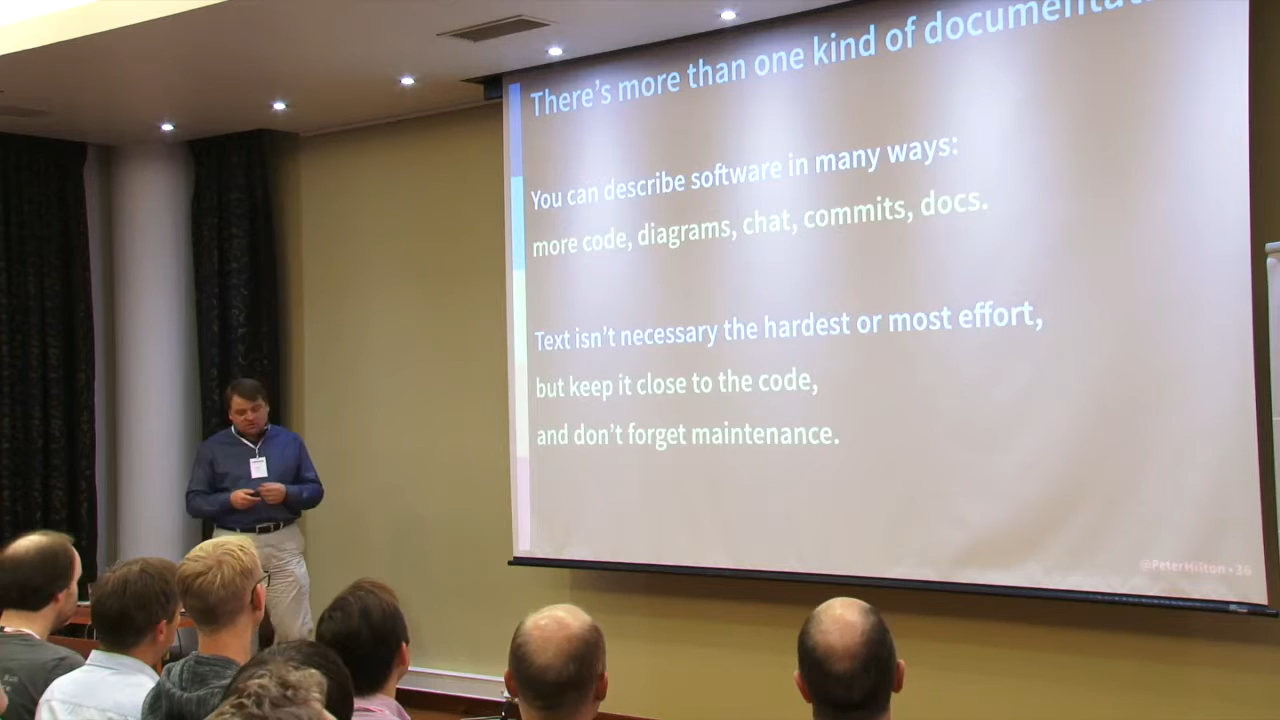 There's more than one kind of
You can describe software in many ways:
more code, diagrams, chat, commits, docs.
Text isn't necessary the hardest or most effort,
but keep it close to the code,
and don't forget maintenance.
@PeterHilton • 36